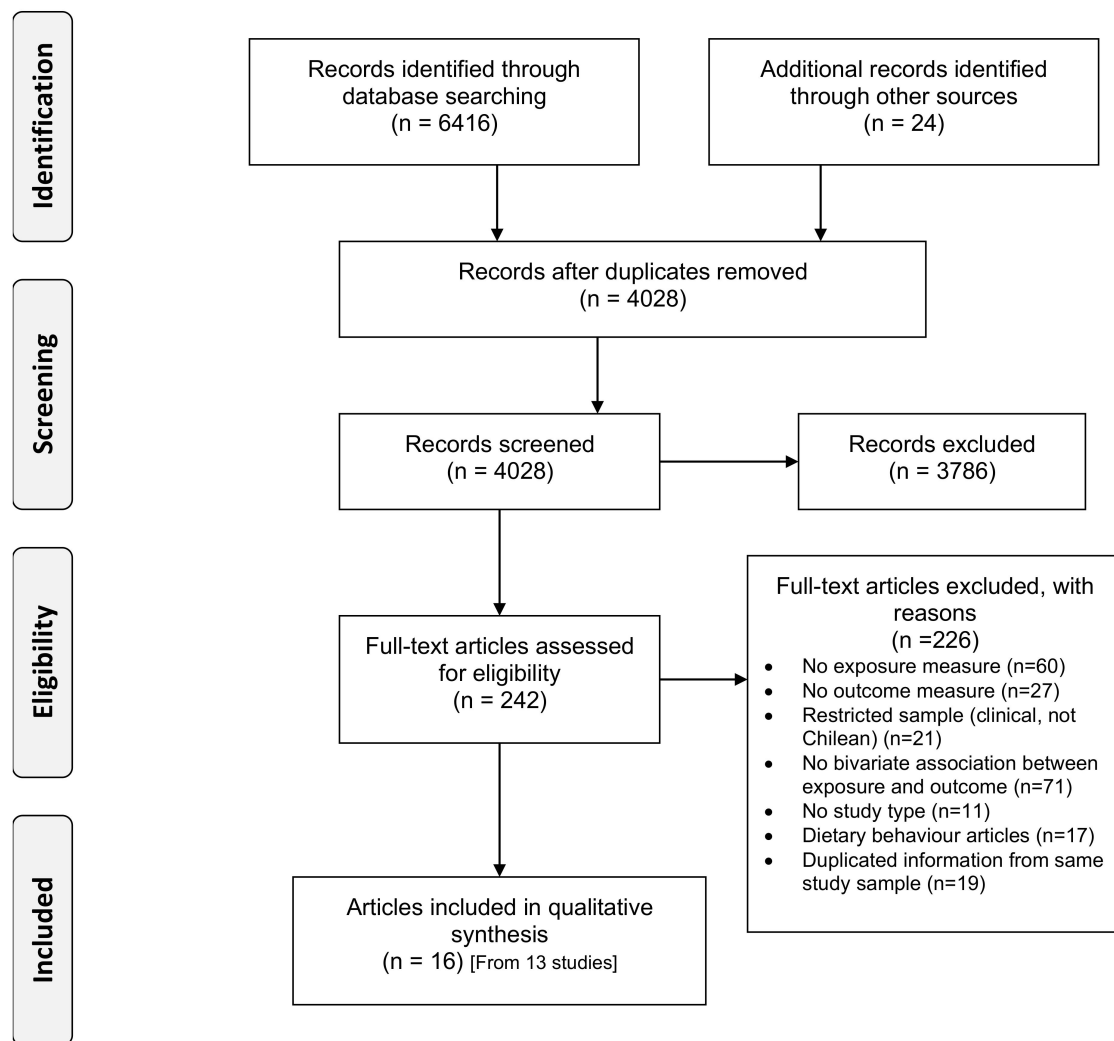 Identification
Records identified through
database searching
(n = 6416)
Additional records identified
through other sources
(n = 24)
Records after duplicates removed
(n = 4028)
Screening
Records screened
(n = 4028)
Records excluded
(n = 3786)
Eligibility
Full-text articles assessed
for eligibility
(n = 242)
Full-text articles excluded, with
reasons
(n =226)
• No exposure measure (n=60)
• No outcome measure (n=27)
• Restricted sample (clinical, not
Chilean) (n=21)
• No bivariate association between
exposure and outcome (n=71)
• No study type (n=11)
• Dietary behaviour articles (n=17)
• Duplicated information from same
study sample (n=19)
Included
Articles included in qualitative
synthesis
(n = 16) [From 13 studies]